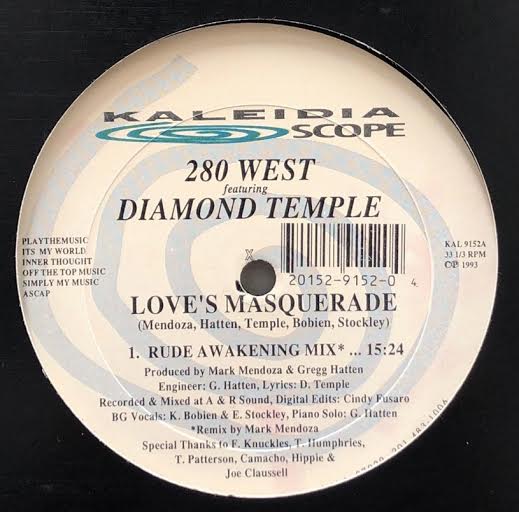 KALEIDIA
SCOPE
280 WEST
featuring
DIAMOND TEMPLE
PLAYTHEMUSIC
ITS MY WORLD
INNER THOUGHT
OFF THE TOP MUSIC
SIMPLY MY MUSIC
ASCAP
KAL 9152A
33 1/3 RPM
©℗ 1993
X
20152-9152-0 4
LOVE'S MASQUERADE
(Mendoza, Hatten, Temple, Bobien, Stockley)
1. RUDE AWAKENING MIX* ... 15:24
Produced by Mark Mendoza & Gregg Hatten
Engineer: G. Hatten, Lyrics: D. Temple
Recorded & Mixed at A & R Sound, Digital Edits: Cindy Fusaro
BG Vocals: K. Bobien & E. Stockley, Piano Solo: G. Hatten
*Remix by Mark Mendoza
Special Thanks to F. Knuckles, T. Humphries,
T. Patterson, Camacho, Hippie &
Joe Claussell
201 483-1006